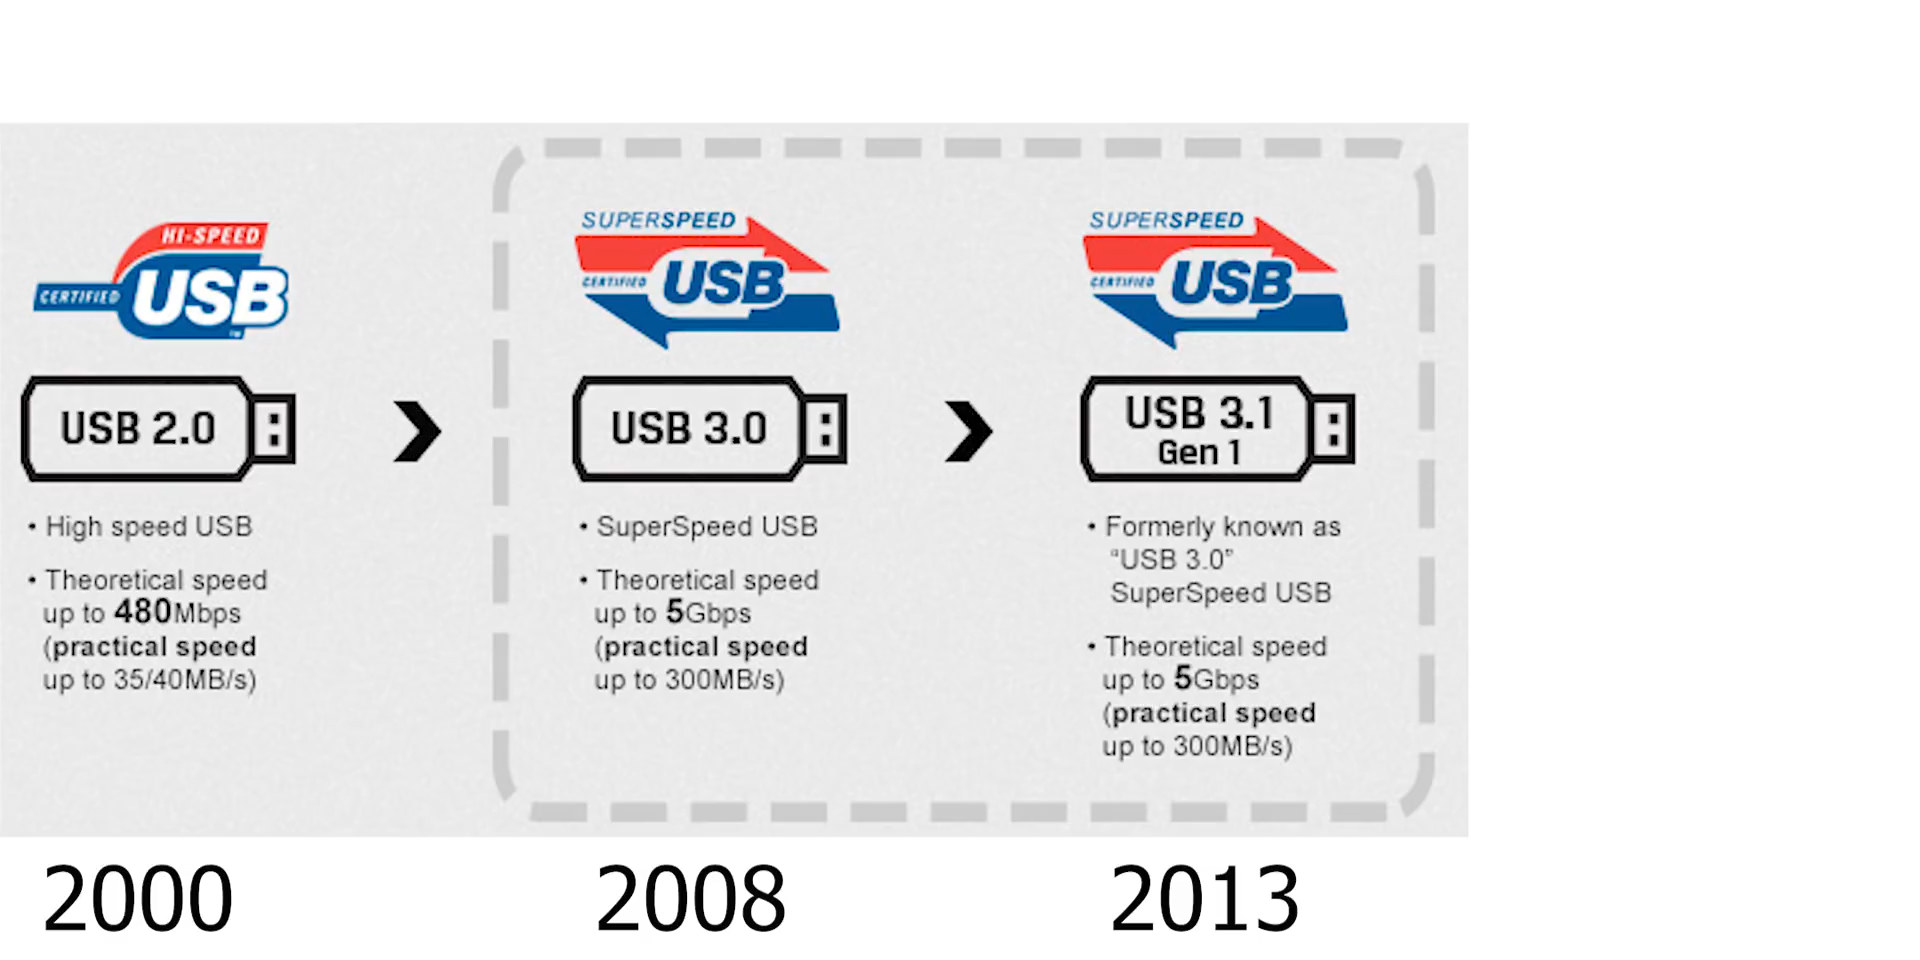 HI-SPEED
CERTIFIED USB™
USB 2.0
• High speed USB
• Theoretical speed
up to 480Mbps
(practical speed
up to 35/40MB/s)
2000
SUPERSPEED
CERTIFIED USB
USB 3.0
• SuperSpeed USB
• Theoretical speed
up to 5Gbps
(practical speed
up to 300MB/s)
2008
SUPERSPEED
CERTIFIED USB
USB 3.1
Gen 1
• Formerly known as
“USB 3.0”
SuperSpeed USB
• Theoretical speed
up to 5Gbps
(practical speed
up to 300MB/s)
2013